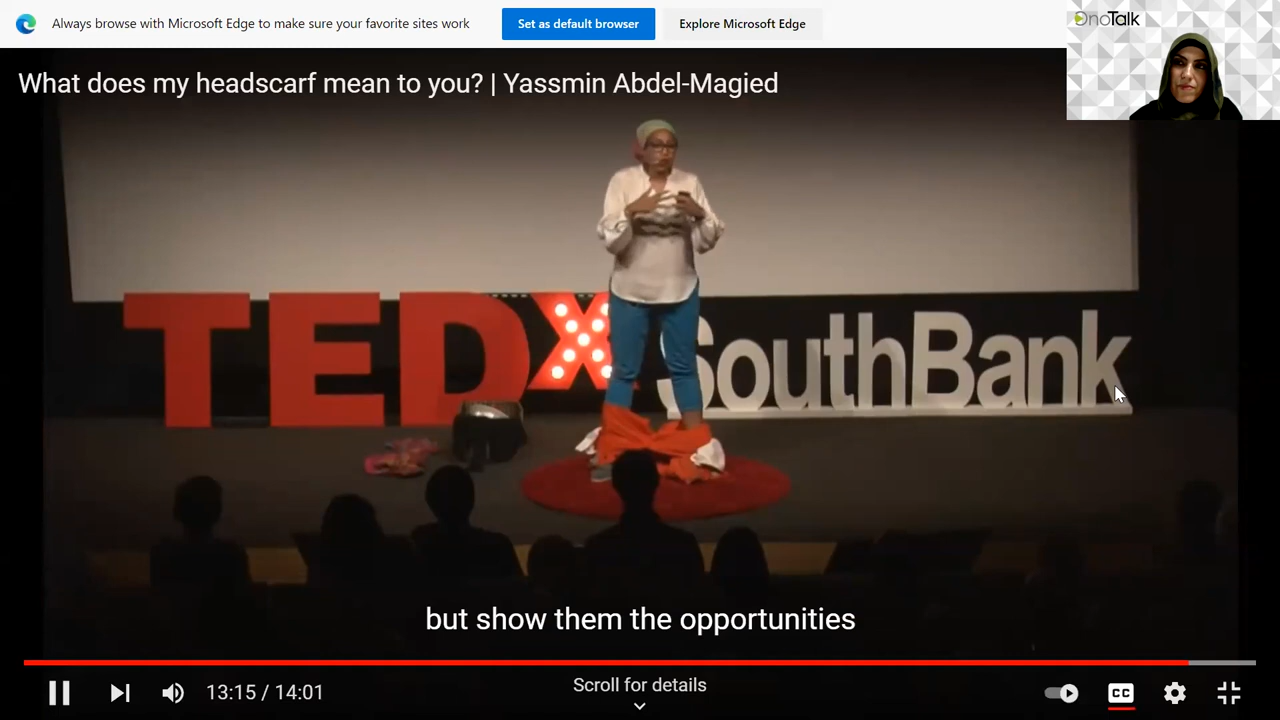 Always browse with Microsoft Edge to make sure your favorite sites work
Set as default browser
Explore Microsoft Edge
OnoTalk
What does my headscarf mean to you? | Yassmin Abdel-Magied
TEDx SouthBank
but show them the opportunities
13:15 / 14:01
Scroll for details
CC